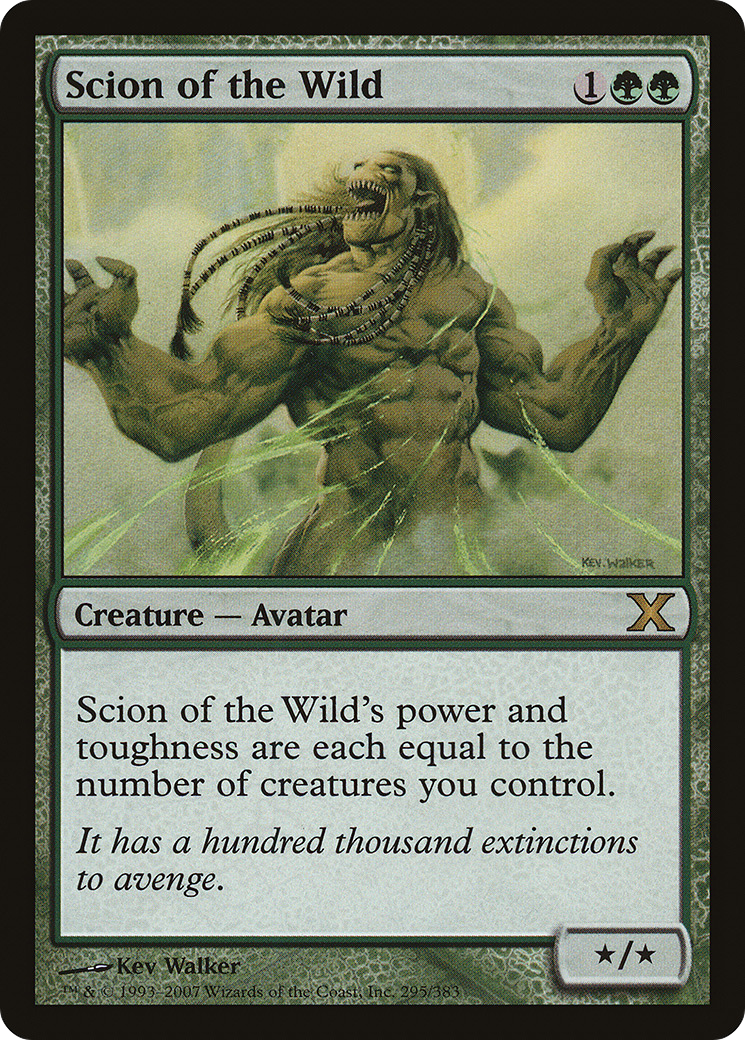 Scion of the Wild 1
KEV. WALKER
Creature — Avatar X
Scion of the Wild's power and
toughness are each equal to the
number of creatures you control.
It has a hundred thousand extinctions
to avenge.
★/★
Kev Walker
™ & © 1993–2007 Wizards of the Coast, Inc. 295/383